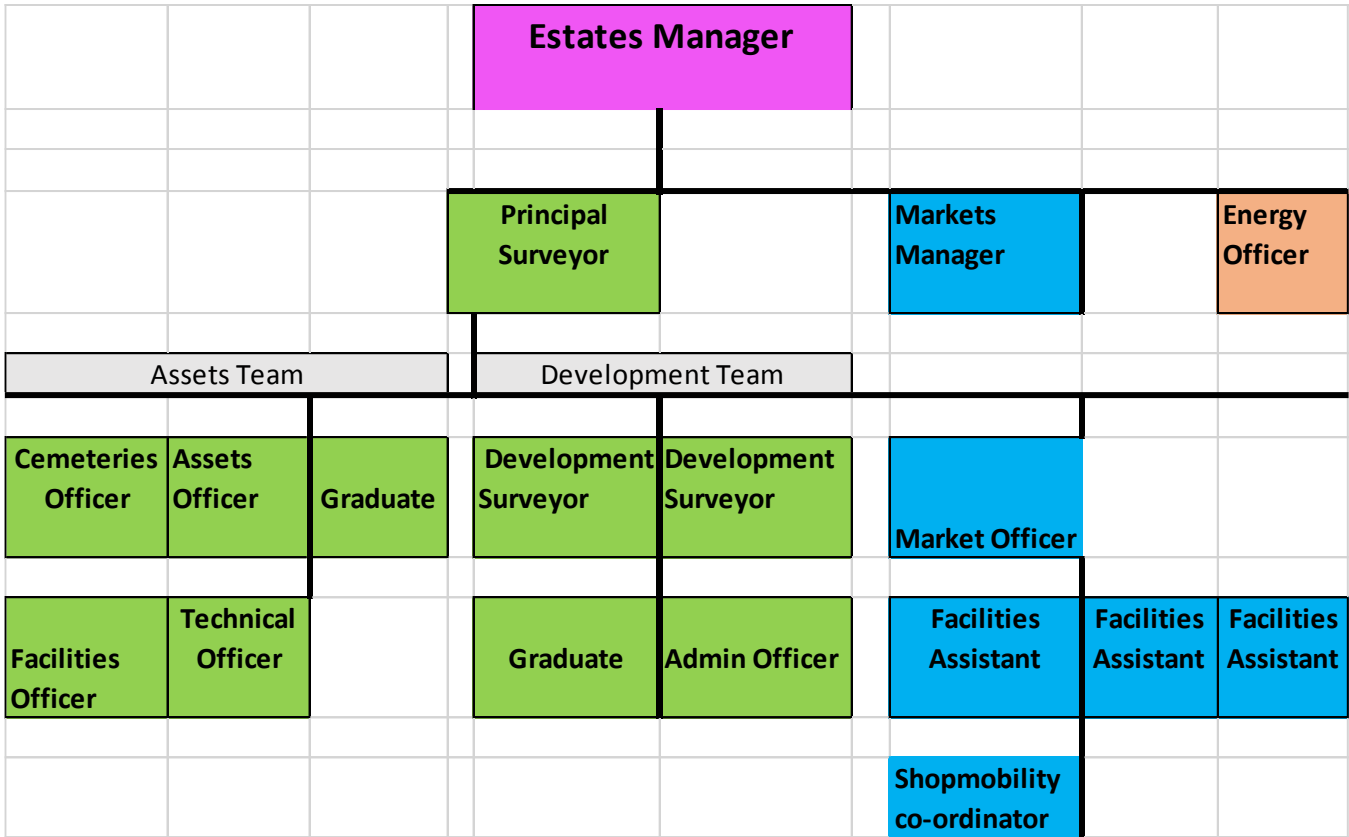 Estates Manager
Principal
Surveyor
Markets
Manager
Energy
Officer
Assets Team
Development Team
Cemeteries
Officer
Assets
Officer
Graduate
Development
Surveyor
Development
Surveyor
Market Officer
Facilities
Officer
Technical
Officer
Graduate
Admin Officer
Facilities
Assistant
Facilities
Assistant
Facilities
Assistant
Shopmobility
co-ordinator